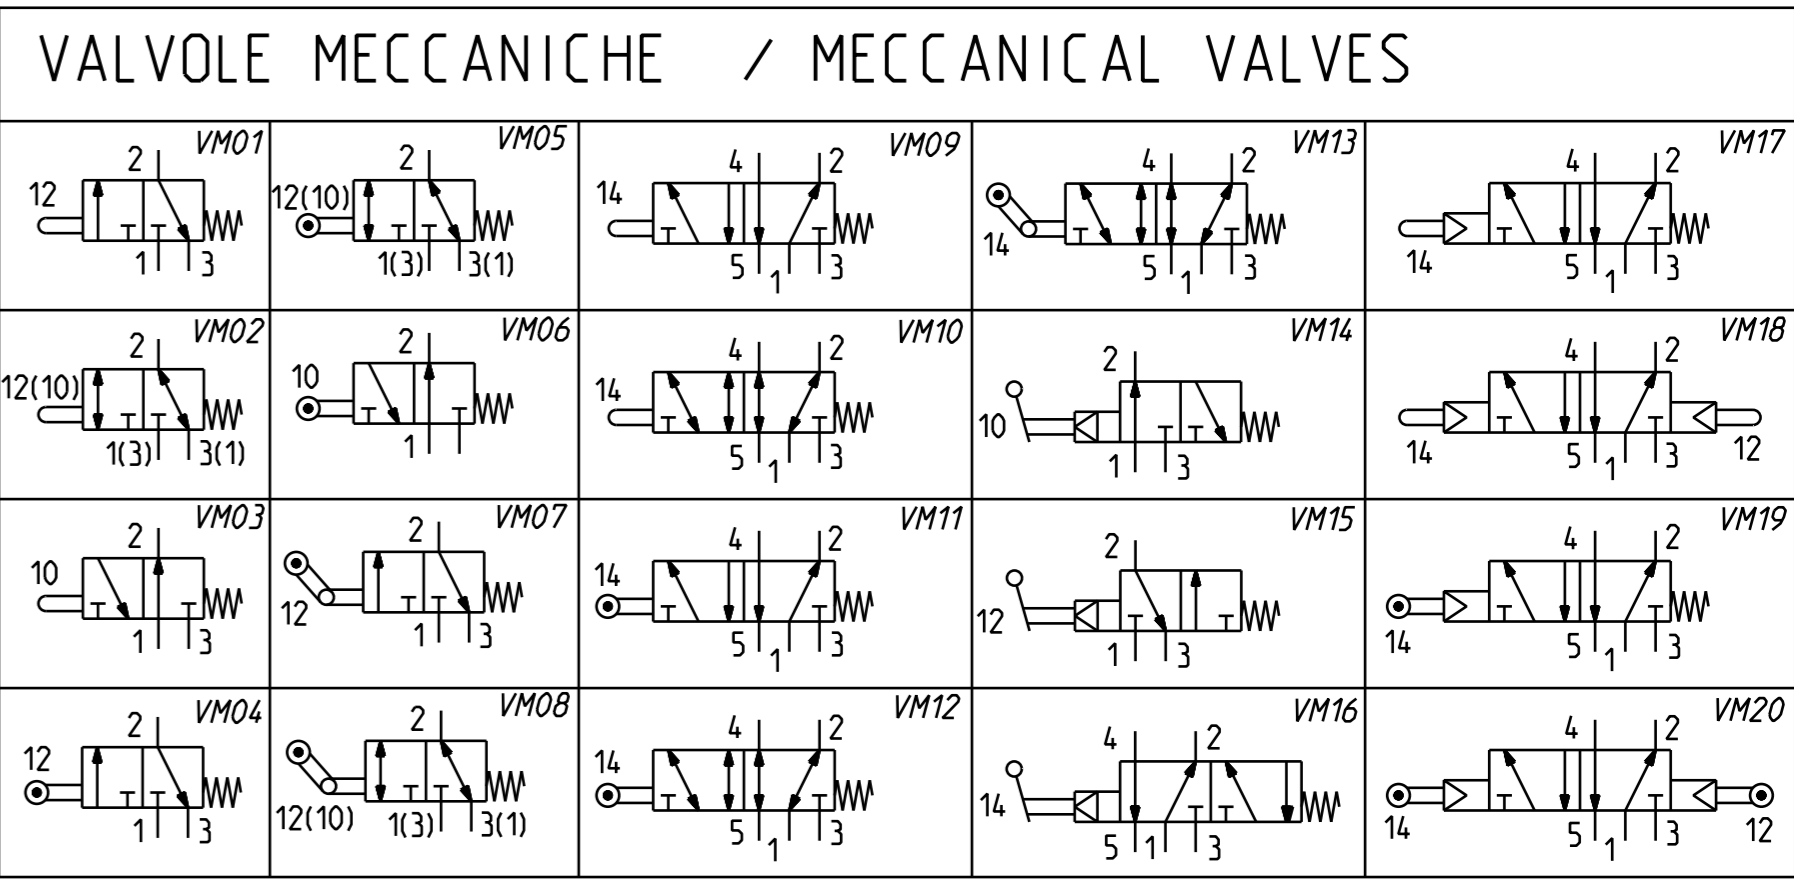 VALVOLE MECCANICHE / MECCANICAL VALVES
VM01
2
12
1 3
VM05
2
12(10)
1(3) 3(1)
VM09
4 2
14
5 1 3
VM13
4 2
14
5 1 3
VM17
4 2
14
5 1 3
VM02
2
12(10)
1(3) 3(1)
VM06
2
10
1
VM10
4 2
14
5 1 3
VM14
2
10
1 3
VM18
4 2
14 12
5 1 3
VM03
2
10
1 3
VM07
2
12
1 3
VM11
4 2
14
5 1 3
VM15
2
12
1 3
VM19
4 2
14
5 1 3
VM04
2
12
1 3
VM08
2
12(10)
1(3) 3(1)
VM12
4 2
14
5 1 3
VM16
4 2
14
5 1 3
VM20
4 2
14 12
5 1 3